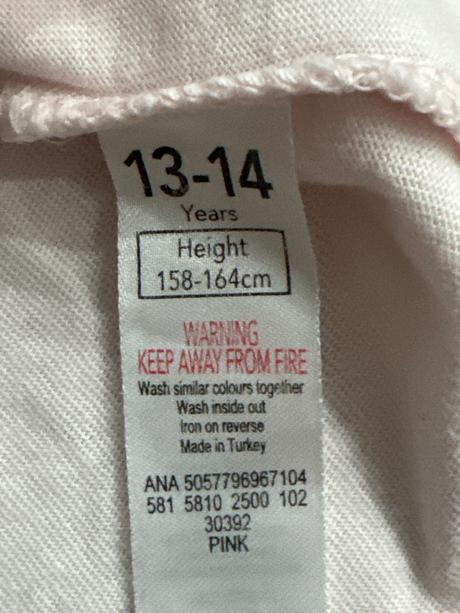 13-14
Years
Height
158-164cm
WARNING
KEEP AWAY FROM FIRE
Wash similar colours together
Wash inside out
Iron on reverse
Made in Turkey
ANA 5057796967104
581 5810 2500 102
30392
PINK